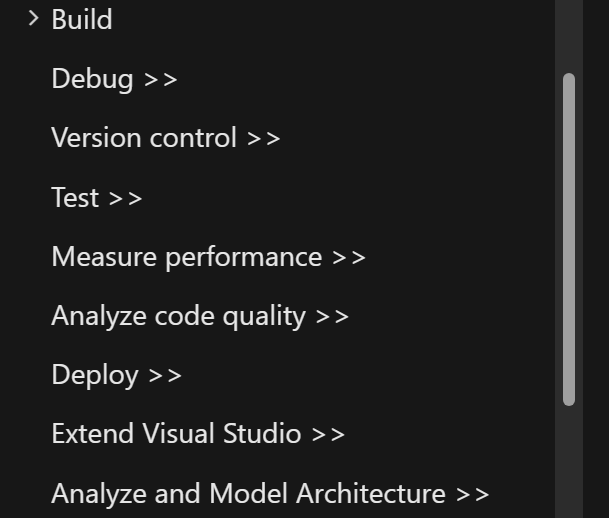 Build
Debug >>
Version control >>
Test >>
Measure performance >>
Analyze code quality >>
Deploy >>
Extend Visual Studio >>
Analyze and Model Architecture >>